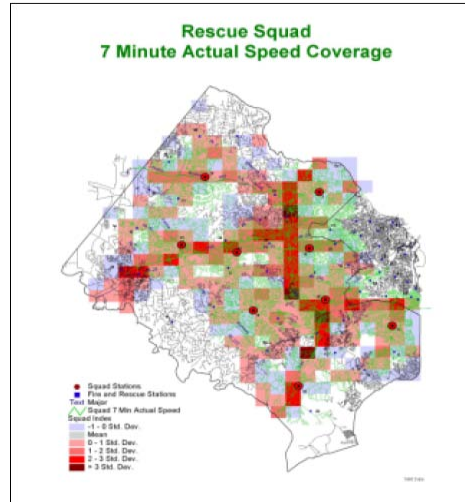 Rescue Squad
7 Minute Actual Speed Coverage
Squad Stations
Fire and Rescue Stations
Text Major
Squad 7 Min Actual Speed
Squad Index
-1 - 0 Std. Dev.
Mean
0 - 1 Std. Dev.
1 - 2 Std. Dev.
2 - 3 Std. Dev.
> 3 Std. Dev.